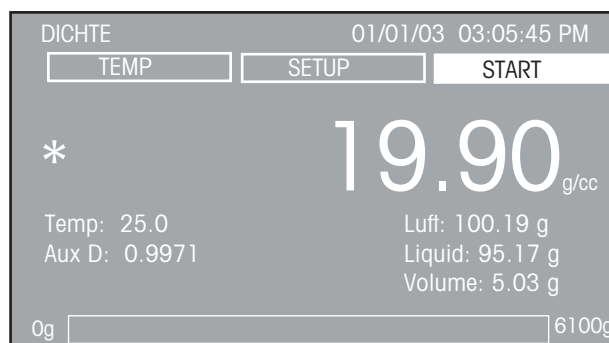 DICHTE 01/01/03 03:05:45 PM
TEMP SETUP START
* 19.90 g/cc
Temp: 25.0 Luft: 100.19 g
Aux D: 0.9971 Liquid: 95.17 g
Volume: 5.03 g
0g 6100g